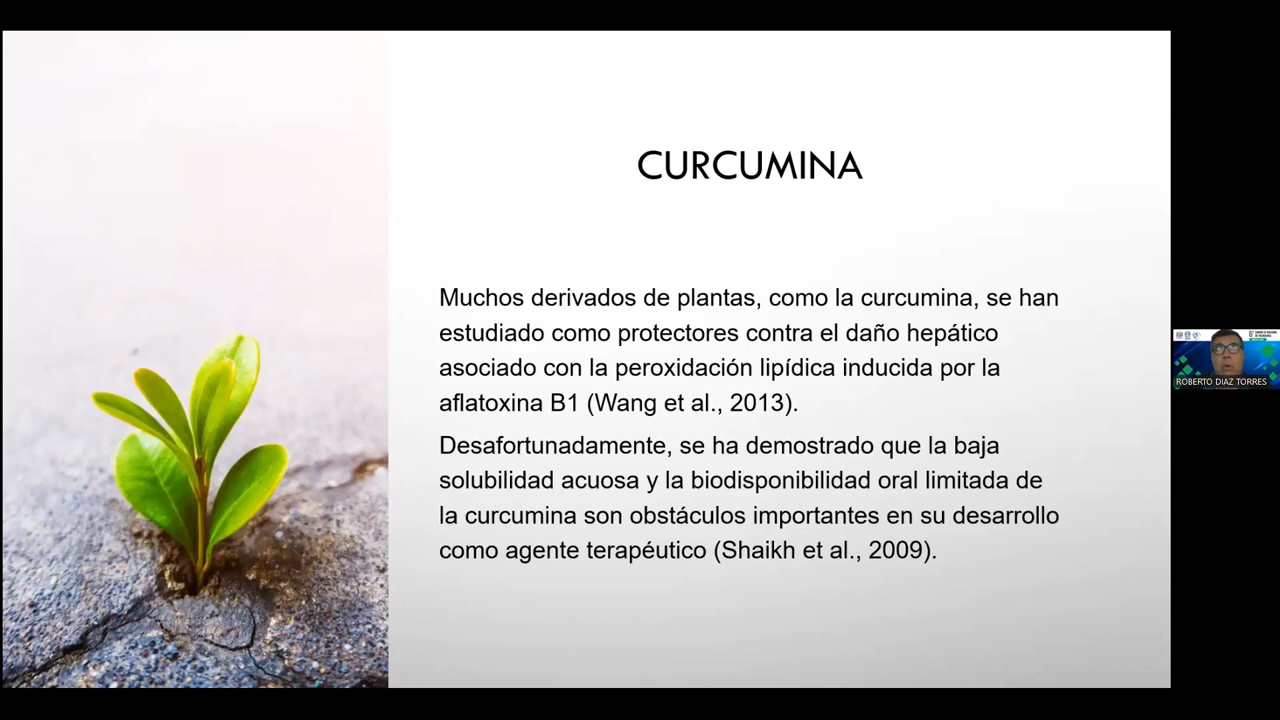 CURCUMINA
Muchos derivados de plantas, como la curcumina, se han
estudiado como protectores contra el daño hepático
asociado con la peroxidación lipídica inducida por la
aflatoxina B1 (Wang et al., 2013).
Desafortunadamente, se ha demostrado que la baja
solubilidad acuosa y la biodisponibilidad oral limitada de
la curcumina son obstáculos importantes en su desarrollo
como agente terapéutico (Shaikh et al., 2009).
ROBERTO DIAZ TORRES